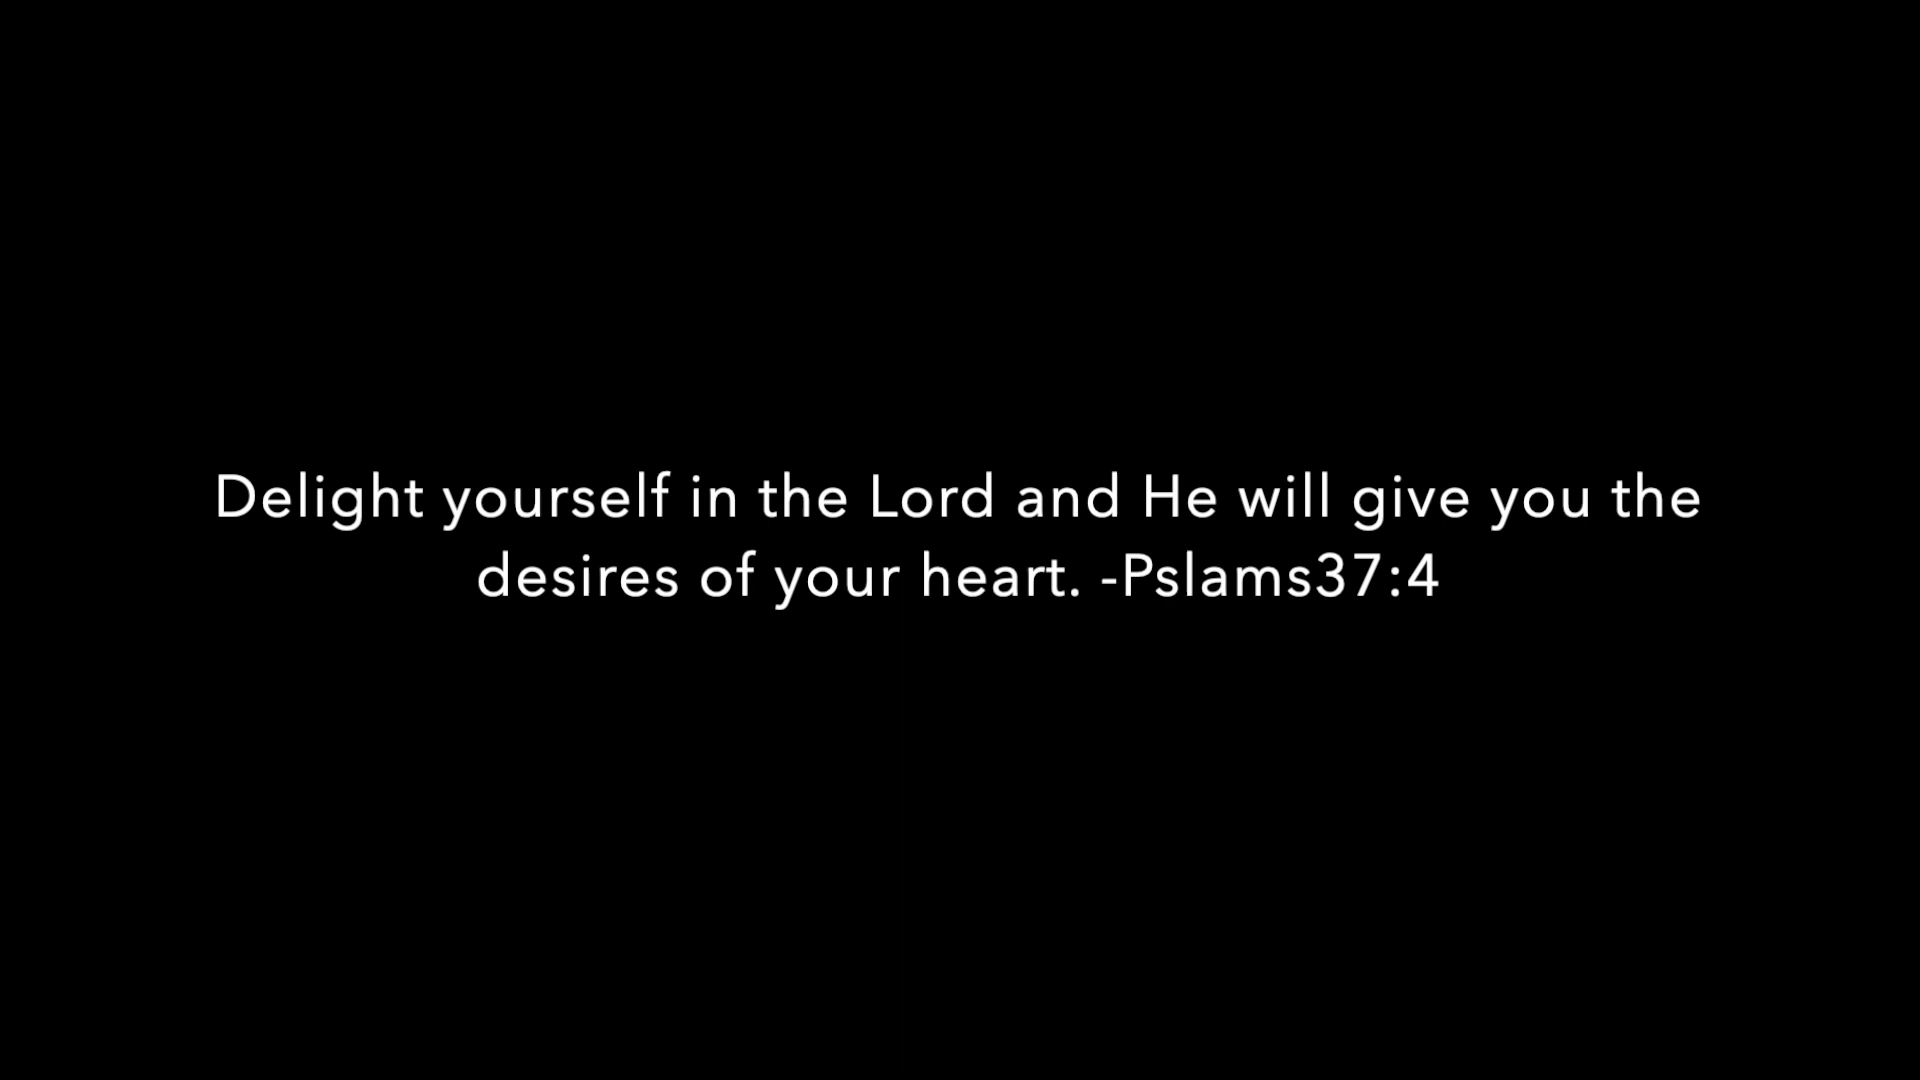 Delight yourself in the Lord and He will give you the
desires of your heart. -Pslams37:4